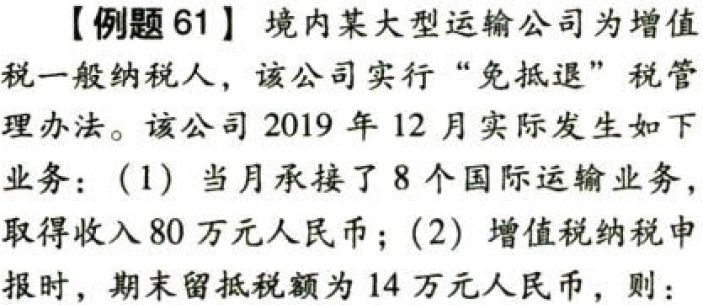 【例题 61】 境内某大型运输公司为增值
税一般纳税人，该公司实行“免抵退”税管
理办法。该公司 2019 年 12 月实际发生如下
业务：（1）当月承接了 8 个国际运输业务，
取得收入 80 万元人民币；（2）增值税纳税申
报时，期末留抵税额为 14 万元人民币，则：